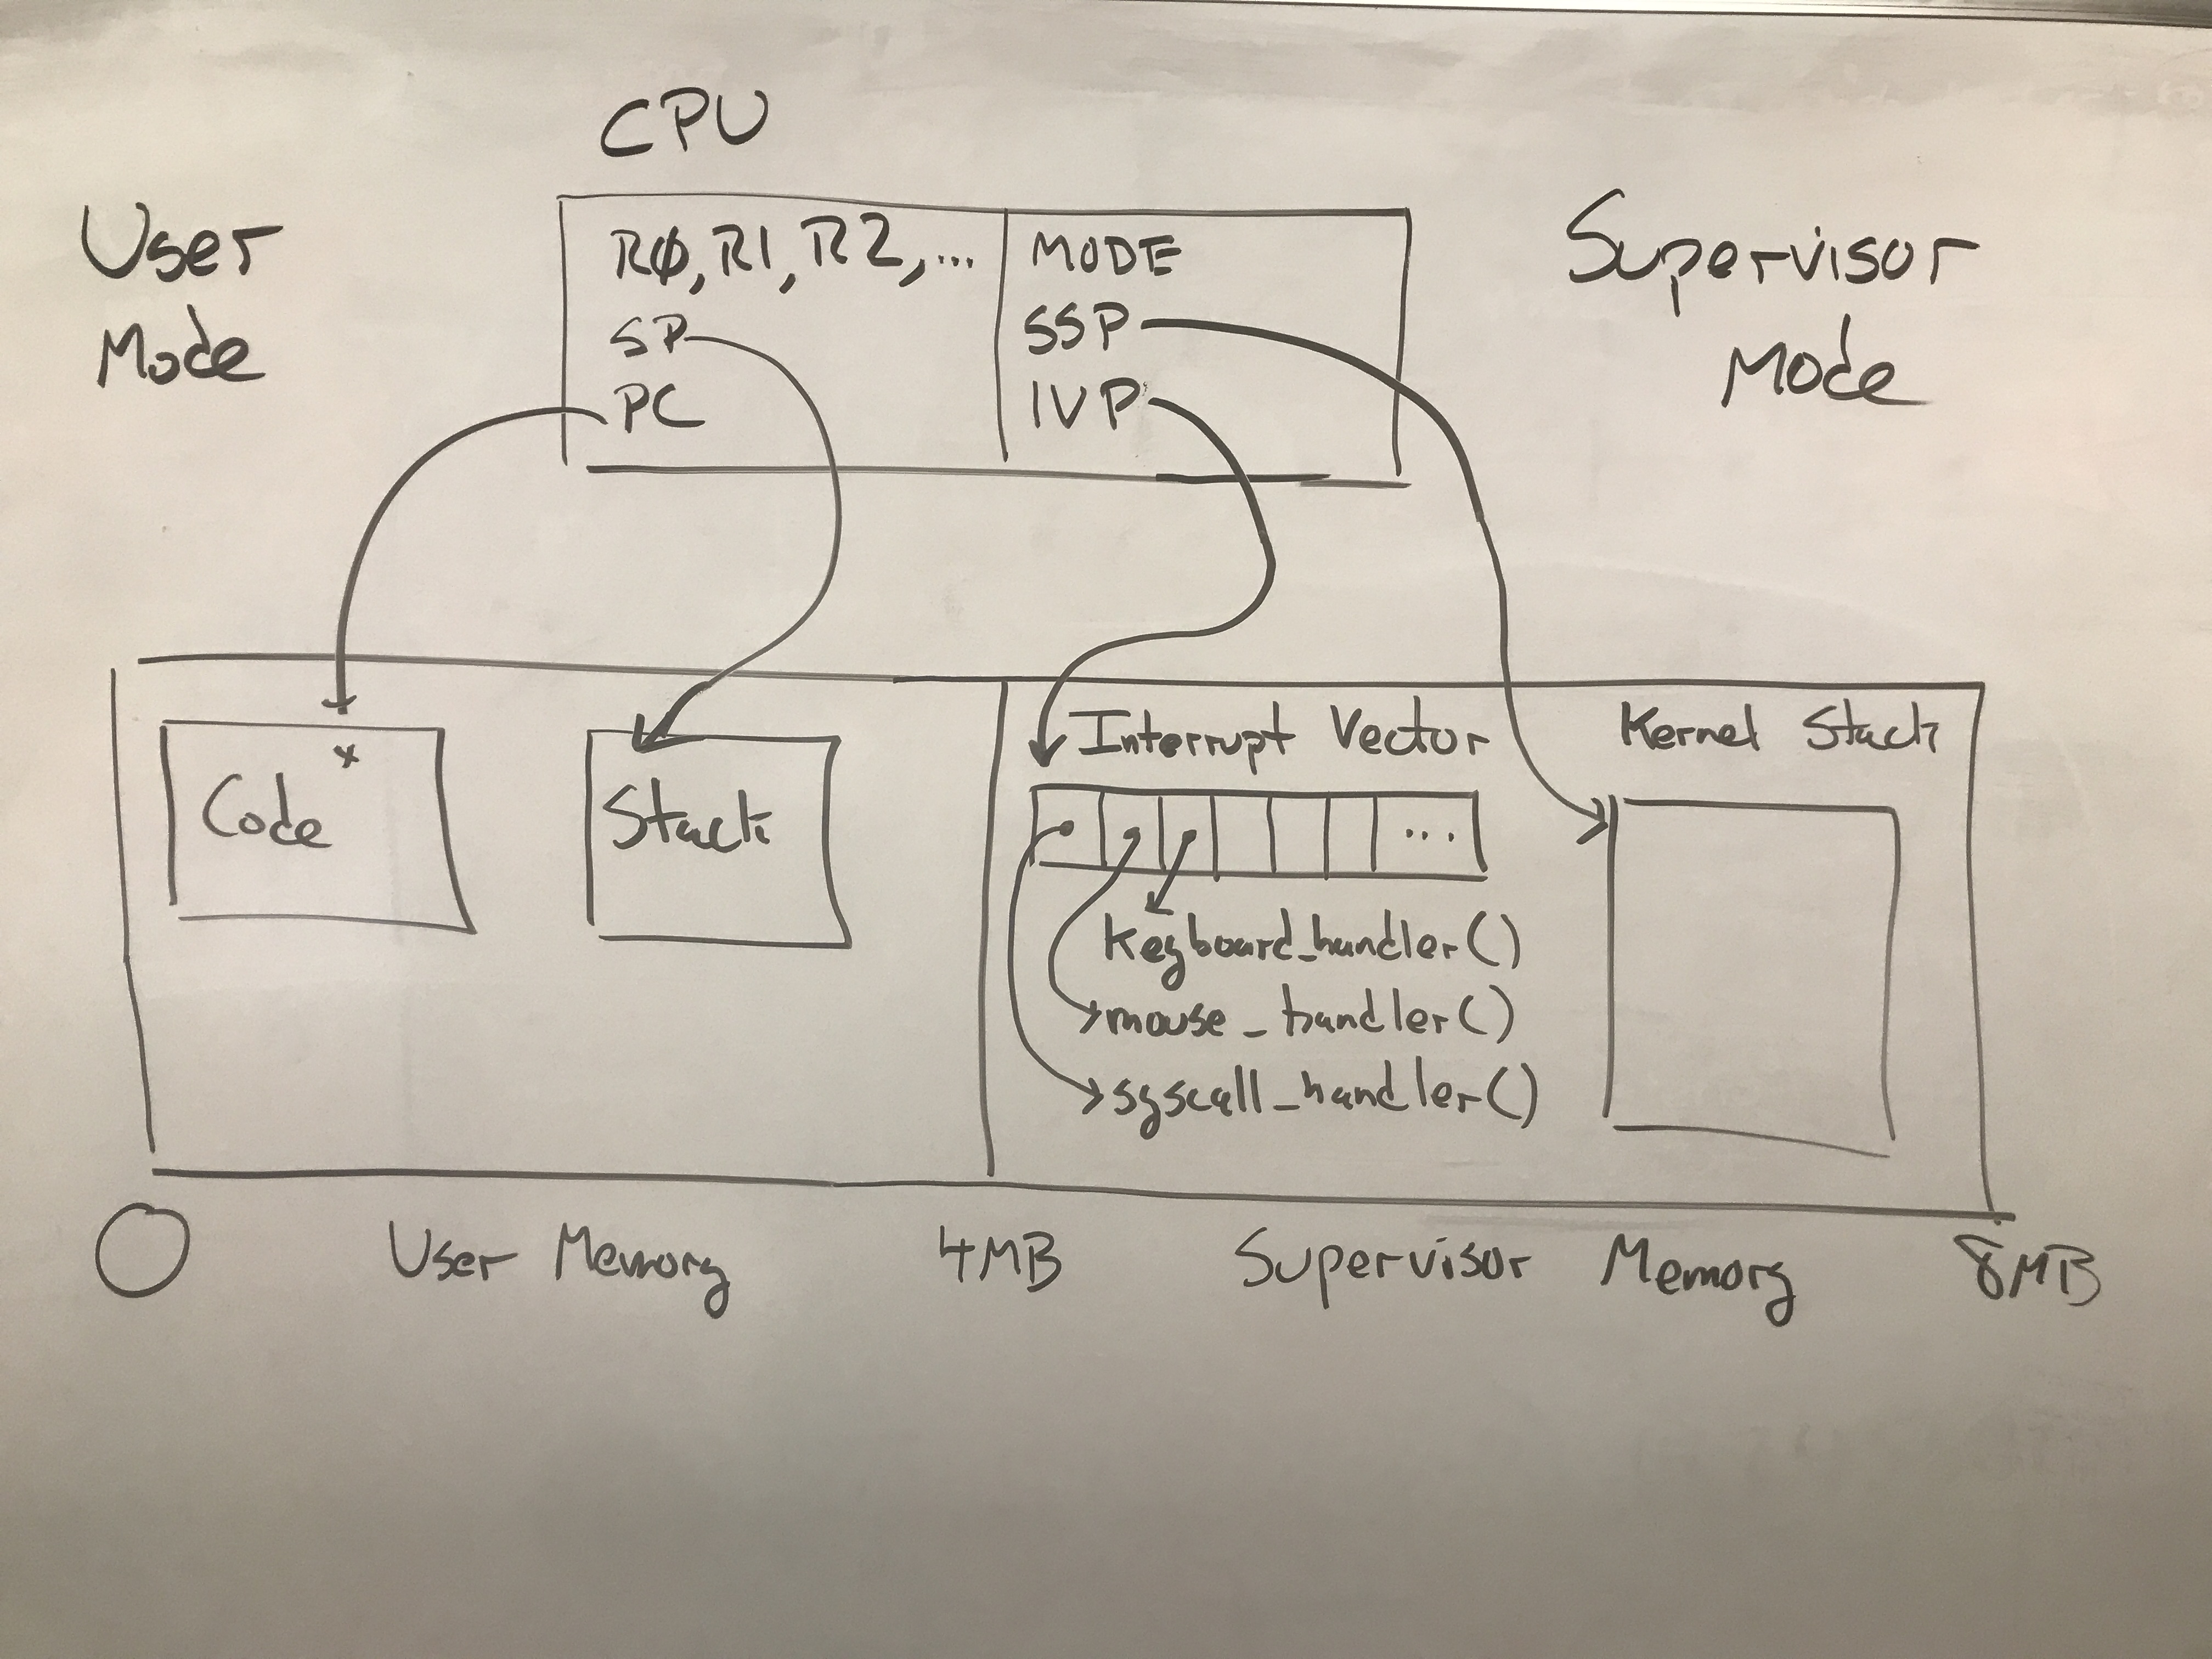 CPU
User
Mode
RØ, R1, R2, ...
SP
PC
MODE
SSP
IVP
Supervisor
Mode
Code
x
Stack
Interrupt Vector
...
keyboard_handler()
mouse_handler()
syscall_handler()
Kernel Stack
0
User Memory
4MB
Supervisor Memory
8MB